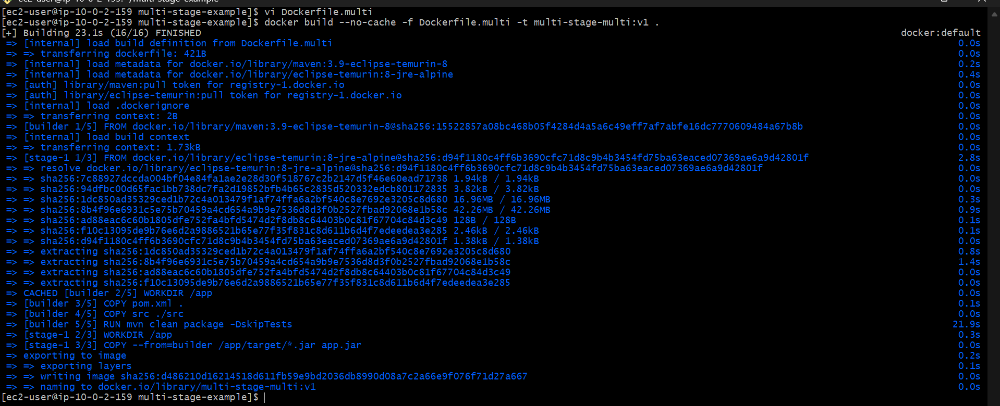 ec2-user@ip-10-0-2-159:~/multi-stage-example
[ec2-user@ip-10-0-2-159 multi-stage-example]$ vi Dockerfile.multi
[ec2-user@ip-10-0-2-159 multi-stage-example]$ docker build --no-cache -f Dockerfile.multi -t multi-stage-multi:v1 .
[+] Building 23.1s (16/16) FINISHED docker:default
=> [internal] load build definition from Dockerfile.multi 0.0s
=> => transferring dockerfile: 421B 0.0s
=> [internal] load metadata for docker.io/library/maven:3.9-eclipse-temurin-8 0.2s
=> [internal] load metadata for docker.io/library/eclipse-temurin:8-jre-alpine 0.4s
=> [auth] library/maven:pull token for registry-1.docker.io 0.0s
=> [auth] library/eclipse-temurin:pull token for registry-1.docker.io 0.0s
=> [internal] load .dockerignore 0.0s
=> => transferring context: 2B 0.0s
=> [builder 1/5] FROM docker.io/library/maven:3.9-eclipse-temurin-8@sha256:15522857a08bc468b05f4284d4a5a6c49eff7af7abfe16dc7770609484a67b8b 0.0s
=> [internal] load build context 0.0s
=> => transferring context: 1.73kB 0.0s
=> [stage-1 1/3] FROM docker.io/library/eclipse-temurin:8-jre-alpine@sha256:d94f1180c4ff6b3690cfc71d8c9b4b3454fd75ba63eaced07369ae6a9d42801f 2.8s
=> => resolve docker.io/library/eclipse-temurin:8-jre-alpine@sha256:d94f1180c4ff6b3690cfc71d8c9b4b3454fd75ba63eaced07369ae6a9d42801f 0.0s
=> => sha256:7c88927dccda004bf04e84fa1ae2e28d30f518767c2b2147d5f46e60ead71738 1.94kB / 1.94kB 0.0s
=> => sha256:94dfbc00d65fac1bb738dc7fa2d19852bfb4b65c2835d520332edcb801172835 3.82kB / 3.82kB 0.0s
=> => sha256:1dc850ad35329ced1b72c4a013479f1af74ffa6a2bf540c8e7692e3205c8d680 16.96MB / 16.96MB 0.3s
=> => sha256:8b4f96e6931c5e75b70459a4cd654a9b9e7536d8d3f0b2527fbad92068e1b58c 42.26MB / 42.26MB 0.9s
=> => sha256:ad88eac6c60b1805dfe752fa4bfd5474d2f8db8c64403b0c81f67704c84d3c49 128B / 128B 0.1s
=> => sha256:f10c13095de9b76e6d2a9886521b65e77f35f831c8d611b6d4f7edeedea3e285 2.46kB / 2.46kB 0.1s
=> => sha256:d94f1180c4ff6b3690cfc71d8c9b4b3454fd75ba63eaced07369ae6a9d42801f 1.38kB / 1.38kB 0.0s
=> => extracting sha256:1dc850ad35329ced1b72c4a013479f1af74ffa6a2bf540c8e7692e3205c8d680 0.8s
=> => extracting sha256:8b4f96e6931c5e75b70459a4cd654a9b9e7536d8d3f0b2527fbad92068e1b58c 1.4s
=> => extracting sha256:ad88eac6c60b1805dfe752fa4bfd5474d2f8db8c64403b0c81f67704c84d3c49 0.0s
=> => extracting sha256:f10c13095de9b76e6d2a9886521b65e77f35f831c8d611b6d4f7edeedea3e285 0.0s
=> CACHED [builder 2/5] WORKDIR /app 0.0s
=> [builder 3/5] COPY pom.xml . 0.1s
=> [builder 4/5] COPY src ./src 0.0s
=> [builder 5/5] RUN mvn clean package -DskipTests 21.9s
=> [stage-1 2/3] WORKDIR /app 0.3s
=> [stage-1 3/3] COPY --from=builder /app/target/*.jar app.jar 0.0s
=> exporting to image 0.2s
=> => exporting layers 0.1s
=> => writing image sha256:d486210d16214518d611fb59e9bd2036db8990d08a7c2a66e9f076f71d27a667 0.0s
=> => naming to docker.io/library/multi-stage-multi:v1 0.0s
[ec2-user@ip-10-0-2-159 multi-stage-example]$